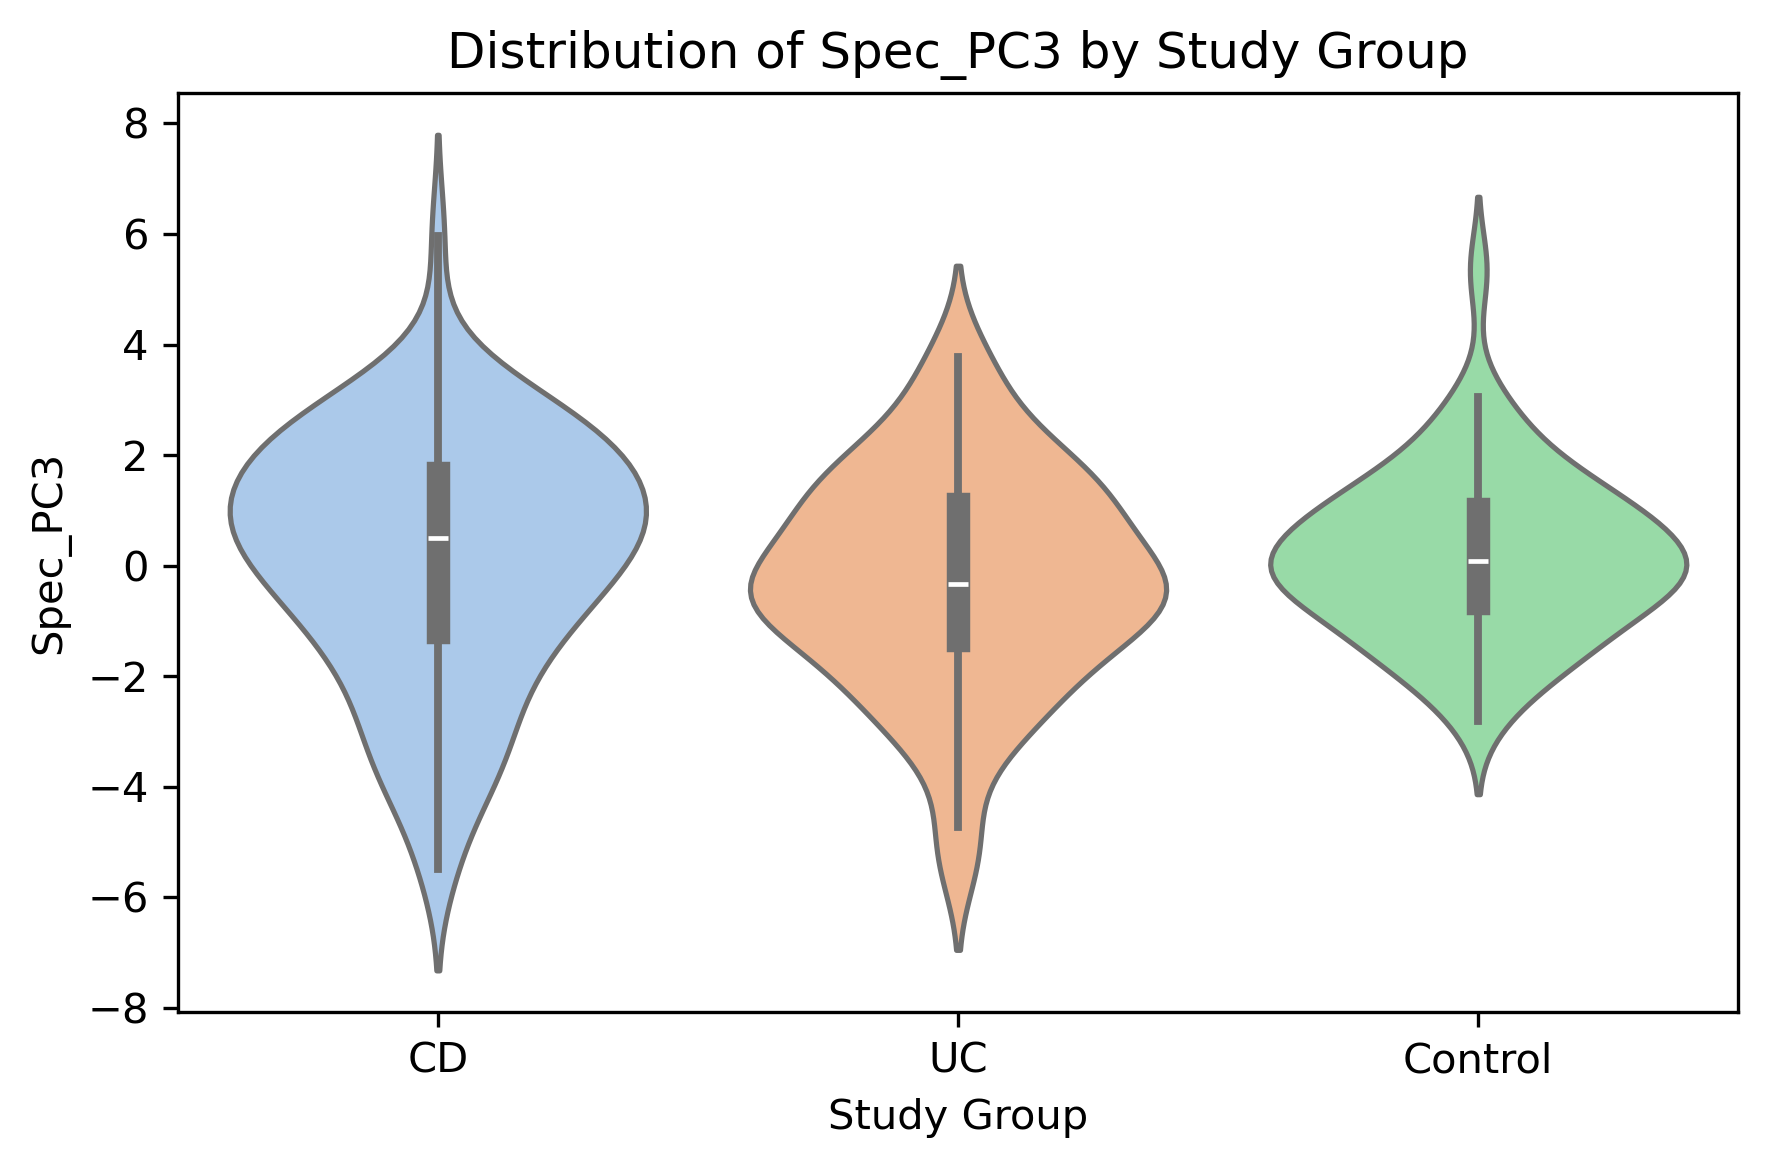 Distribution of Spec_PC3 by Study Group
8
6
4
2
0
−2
−4
−6
−8
Spec_PC3
CD UC Control
Study Group